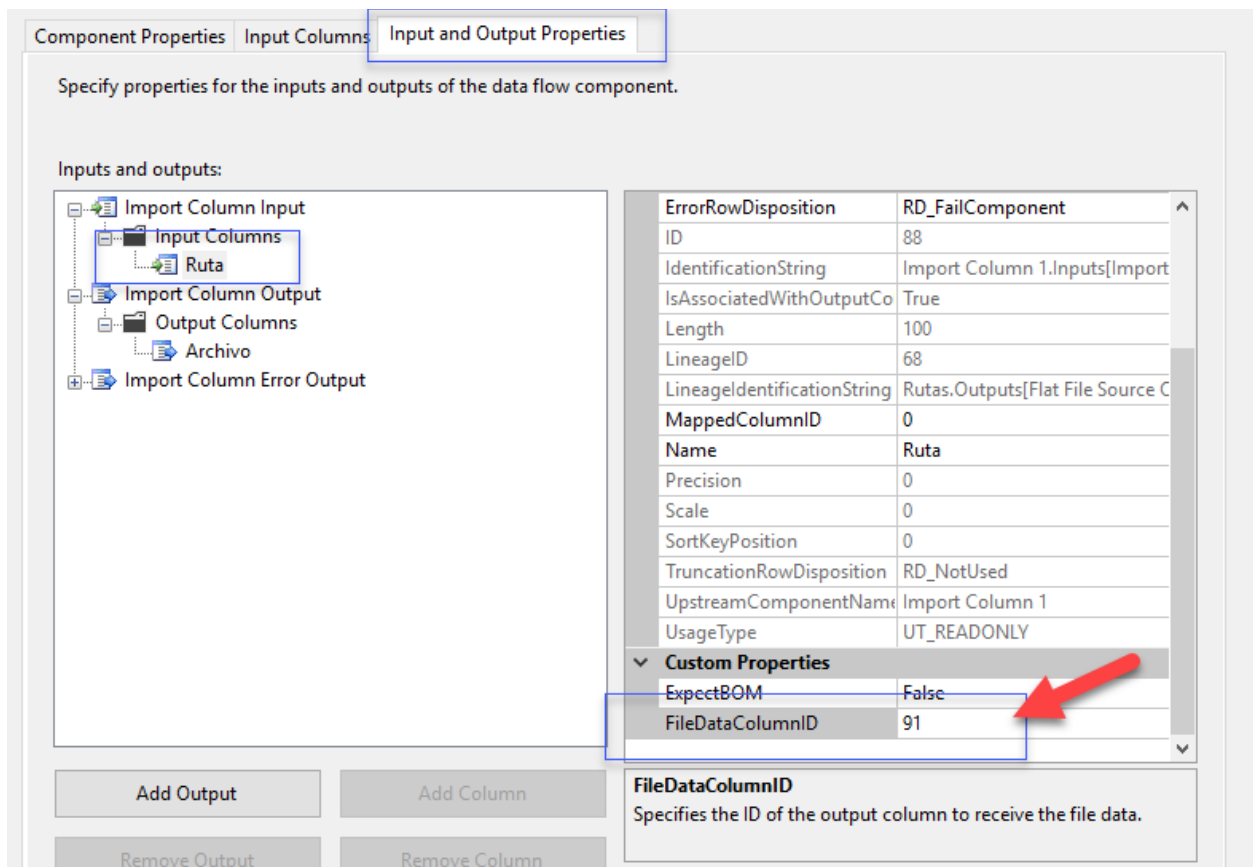 Component Properties Input Columns Input and Output Properties
Specify properties for the inputs and outputs of the data flow component.
Inputs and outputs:
Import Column Input
Input Columns
Ruta
Import Column Output
Output Columns
Archivo
Import Column Error Output
ErrorRowDisposition RD_FailComponent
ID 88
IdentificationString Import Column 1.Inputs[Import
IsAssociatedWithOutputCo True
Length 100
LineageID 68
LineageIdentificationString Rutas.Outputs[Flat File Source C
MappedColumnID 0
Name Ruta
Precision 0
Scale 0
SortKeyPosition 0
TruncationRowDisposition RD_NotUsed
UpstreamComponentName Import Column 1
UsageType UT_READONLY
Custom Properties
ExpectBOM False
FileDataColumnID 91
Add Output Add Column
Remove Output Remove Column
FileDataColumnID
Specifies the ID of the output column to receive the file data.